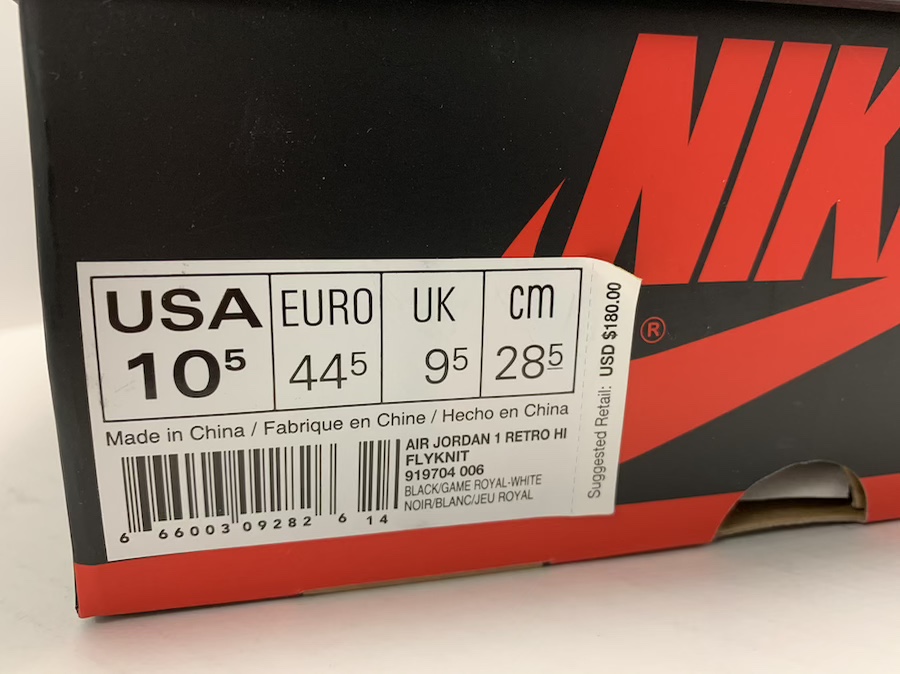 NIK
®
USA EURO UK cm
10⁵ 44⁵ 9⁵ 28⁵
Made in China / Fabrique en Chine / Hecho en China
AIR JORDAN 1 RETRO HI
FLYKNIT
919704 006
BLACK/GAME ROYAL-WHITE
NOIR/BLANC/JEU ROYAL
6 66003 09282 6 14
Suggested Retail: USD $180.00